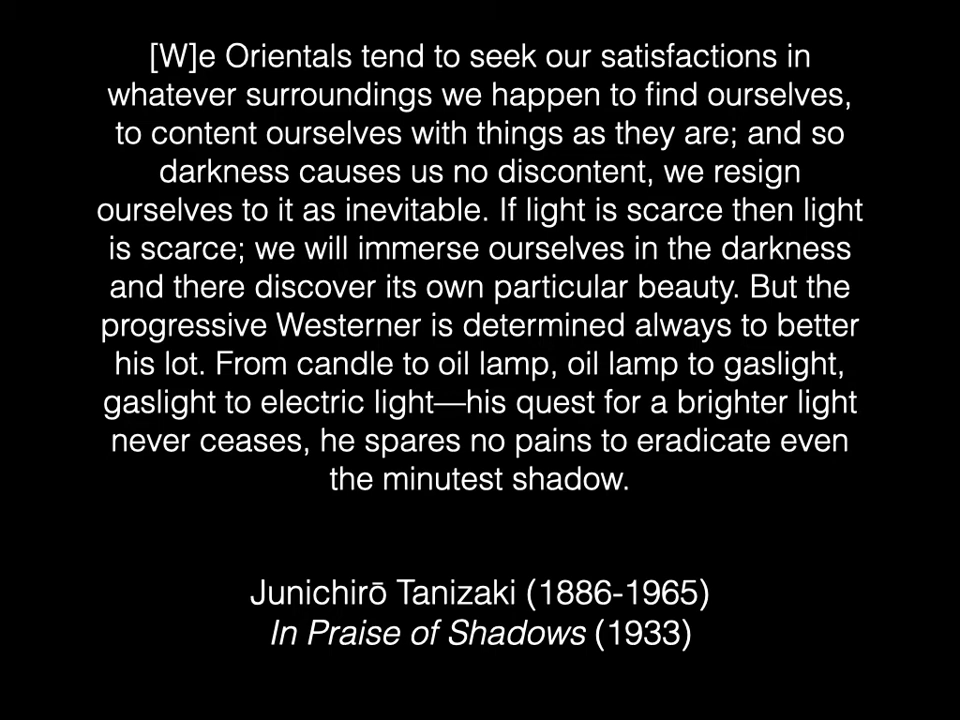 [W]e Orientals tend to seek our satisfactions in
whatever surroundings we happen to find ourselves,
to content ourselves with things as they are; and so
darkness causes us no discontent, we resign
ourselves to it as inevitable. If light is scarce then light
is scarce; we will immerse ourselves in the darkness
and there discover its own particular beauty. But the
progressive Westerner is determined always to better
his lot. From candle to oil lamp, oil lamp to gaslight,
gaslight to electric light—his quest for a brighter light
never ceases, he spares no pains to eradicate even
the minutest shadow.
Junichirō Tanizaki (1886-1965)
In Praise of Shadows (1933)